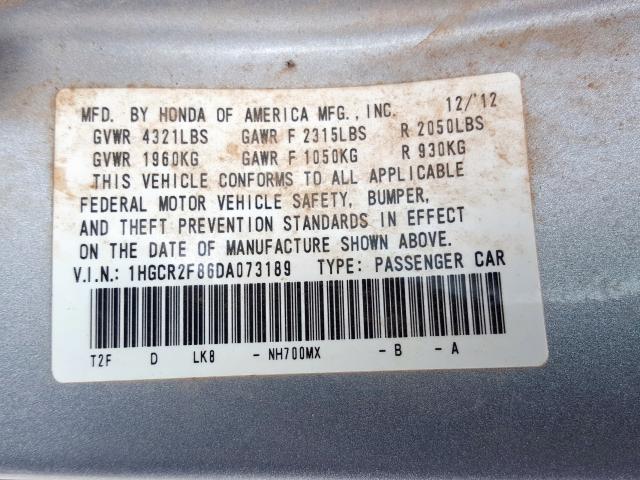 MFD. BY HONDA OF AMERICA MFG., INC. 12/'12
GVWR 4321LBS GAWR F 2315LBS R 2050LBS
GVWR 1960KG GAWR F 1050KG R 930KG
THIS VEHICLE CONFORMS TO ALL APPLICABLE
FEDERAL MOTOR VEHICLE SAFETY, BUMPER,
AND THEFT PREVENTION STANDARDS IN EFFECT
ON THE DATE OF MANUFACTURE SHOWN ABOVE.
V.I.N.: 1HGCR2F86DA073189 TYPE: PASSENGER CAR
T2F D LK8 - NH700MX - B - A